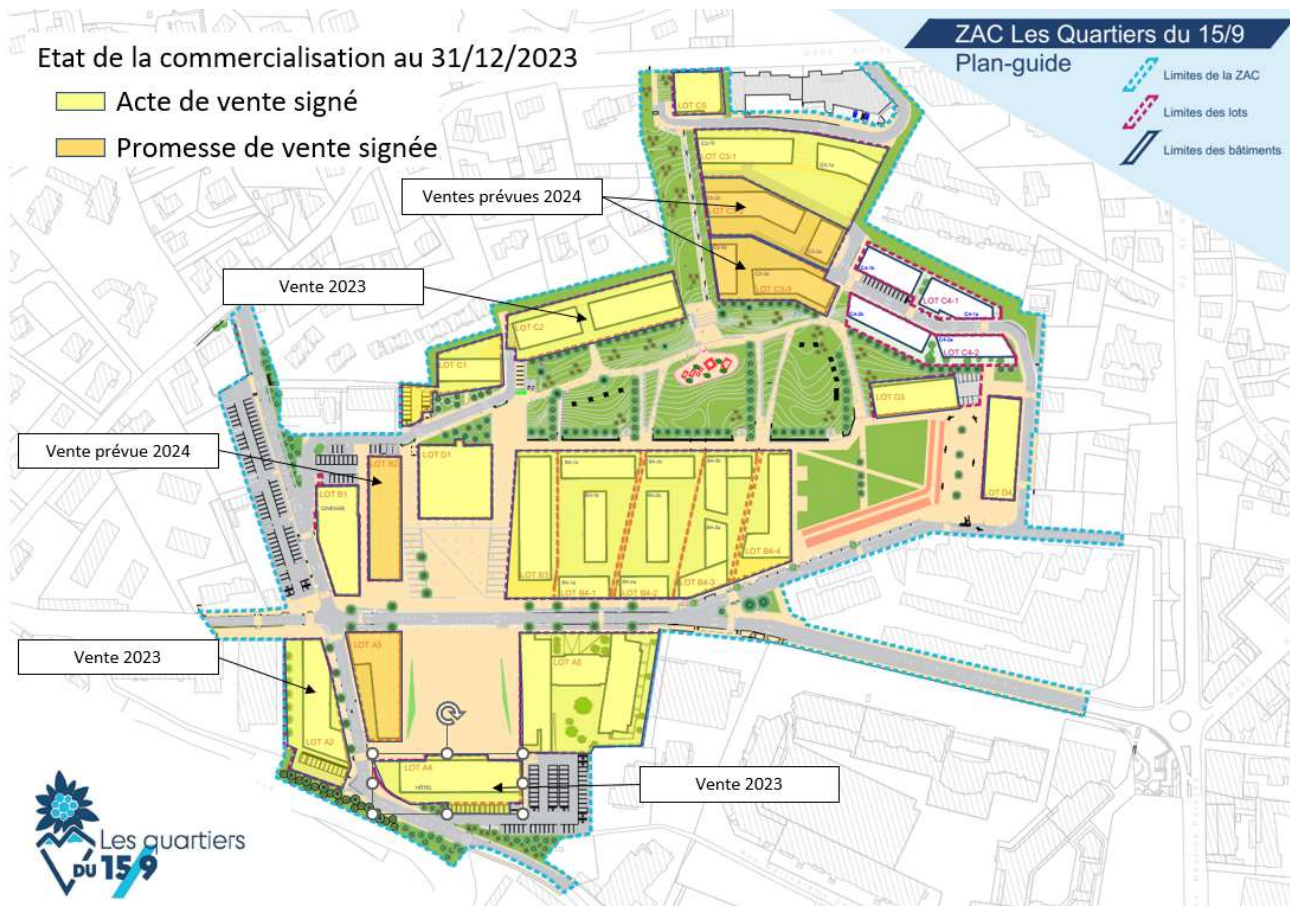 Etat de la commercialisation au 31/12/2023
Acte de vente signé
Promesse de vente signée
ZAC Les Quartiers du 15/9
Plan-guide
Limites de la ZAC
Limites des lots
Limites des bâtiments
LOT C5
LOT C3-1
Ventes prévues 2024
LOT C3-3
Vente 2023
LOT C2
LOT C4-1
LOT C4-2
LOT C1
LOT D3
Vente prévue 2024
LOT B2
LOT D1
LOT B1
LOT D4
LOT B3
LOT B4-1
LOT B4-2
LOT B4-3
LOT B4-4
Vente 2023
LOT A3
LOT A5
LOT A2
LOT A4
HÔTEL
Vente 2023
Les quartiers
DU 15/9